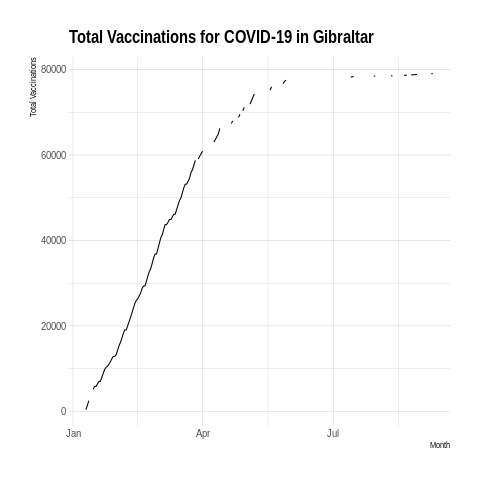 Total Vaccinations for COVID-19 in Gibraltar
Total Vaccinations
80000
60000
40000
20000
0
Jan Apr Jul
Month